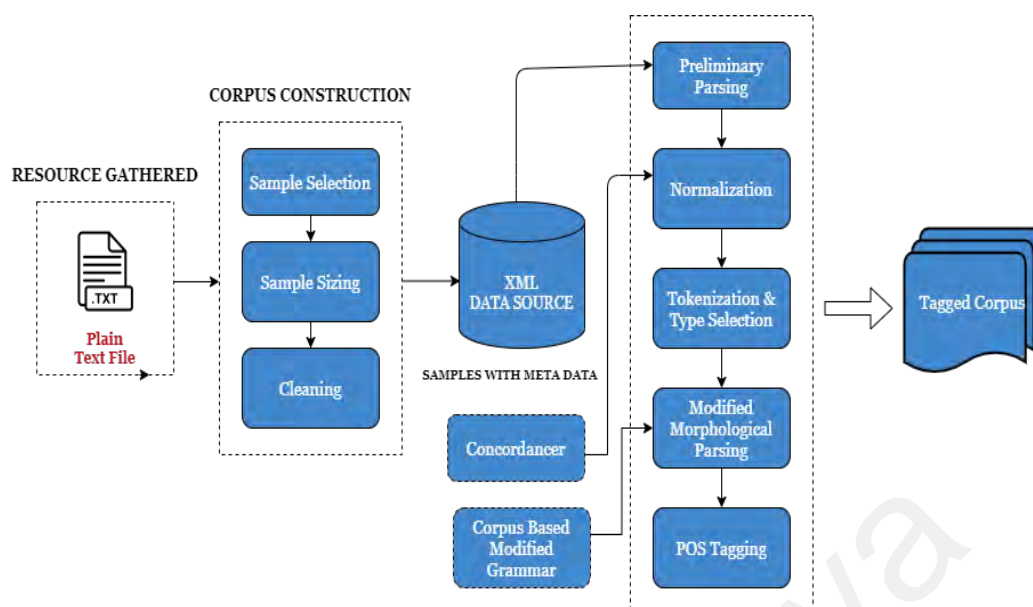 RESOURCE GATHERED
.TXT
Plain
Text File
CORPUS CONSTRUCTION
Sample Selection
Sample Sizing
Cleaning
XML
DATA SOURCE
SAMPLES WITH META DATA
Concordancer
Corpus Based
Modified
Grammar
Preliminary
Parsing
Normalization
Tokenization &
Type Selection
Modified
Morphological
Parsing
POS Tagging
Tagged Corpus